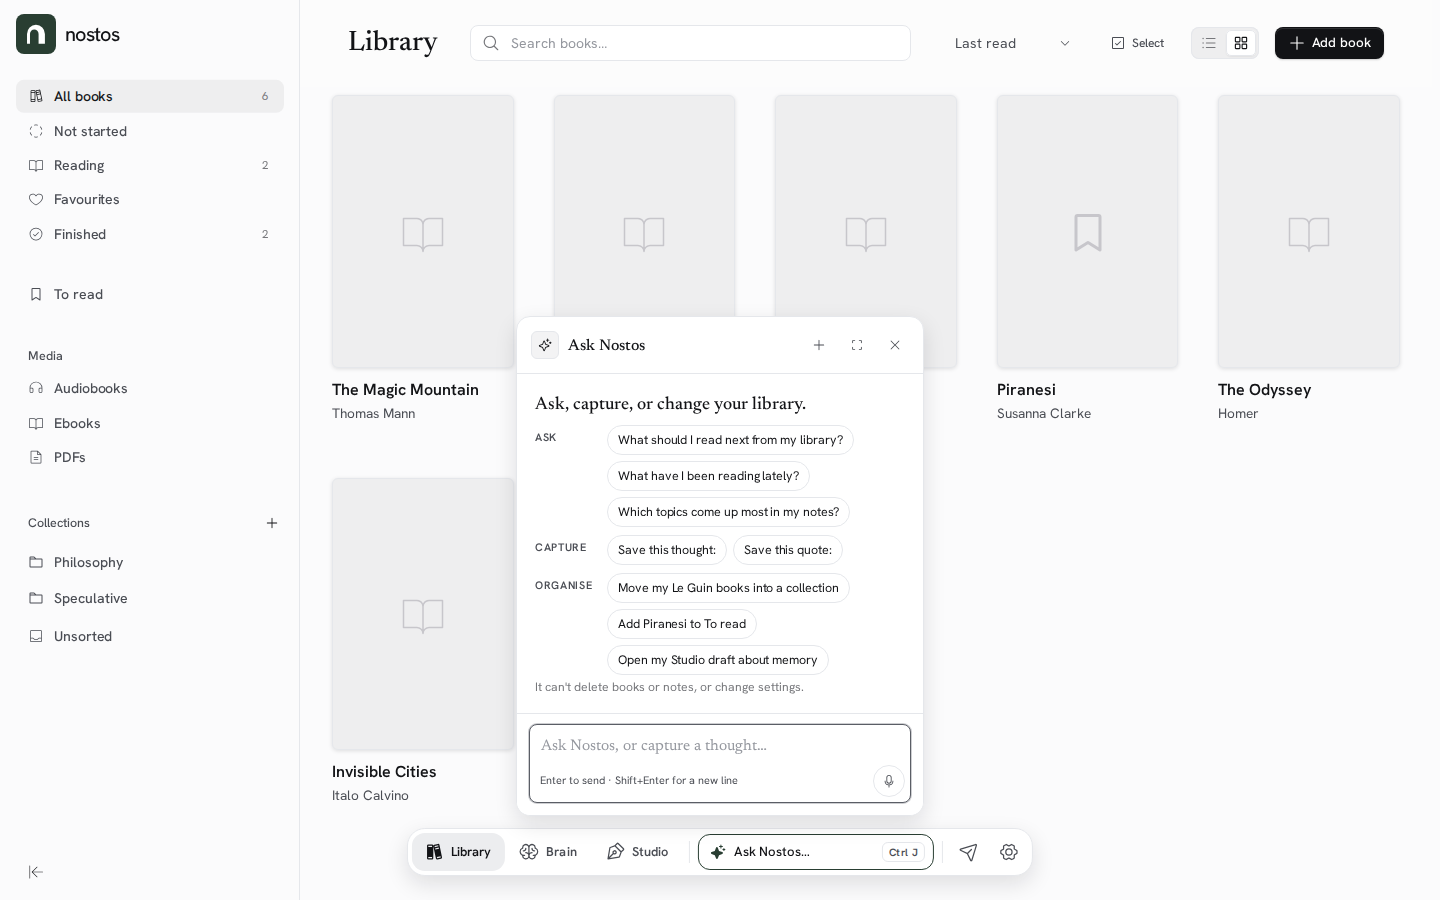 nostos
Library
Search books...
Last read
Select
Add book
All books 6
Not started
Reading 2
Favourites
Finished 2
To read
Media
Audiobooks
Ebooks
PDFs
Collections
Philosophy
Speculative
Unsorted
The Magic Mountain
Thomas Mann
Piranesi
Susanna Clarke
The Odyssey
Homer
Invisible Cities
Italo Calvino
Ask Nostos
Ask, capture, or change your library.
ASK
What should I read next from my library?
What have I been reading lately?
Which topics come up most in my notes?
CAPTURE
Save this thought:
Save this quote:
ORGANISE
Move my Le Guin books into a collection
Add Piranesi to To read
Open my Studio draft about memory
It can't delete books or notes, or change settings.
Ask Nostos, or capture a thought...
Enter to send · Shift+Enter for a new line
Library
Brain
Studio
Ask Nostos...
Ctrl J